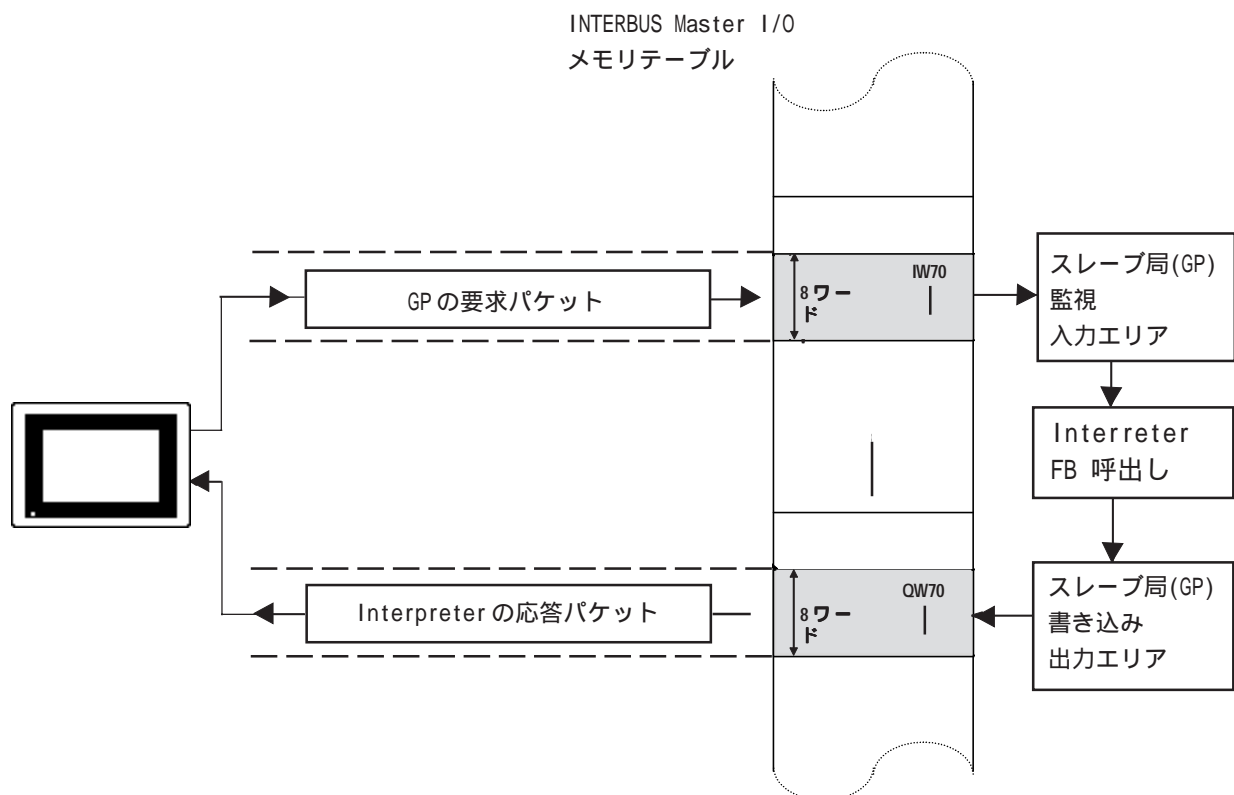 INTERBUS Master I/O
メモリテーブル
GPの要求パケット
8ワー
ド
IW70
スレーブ局(GP)
監視
入力エリア
Interreter
FB 呼出し
Interpreterの応答パケット
8ワー
ド
QW70
スレーブ局(GP)
書き込み
出力エリア